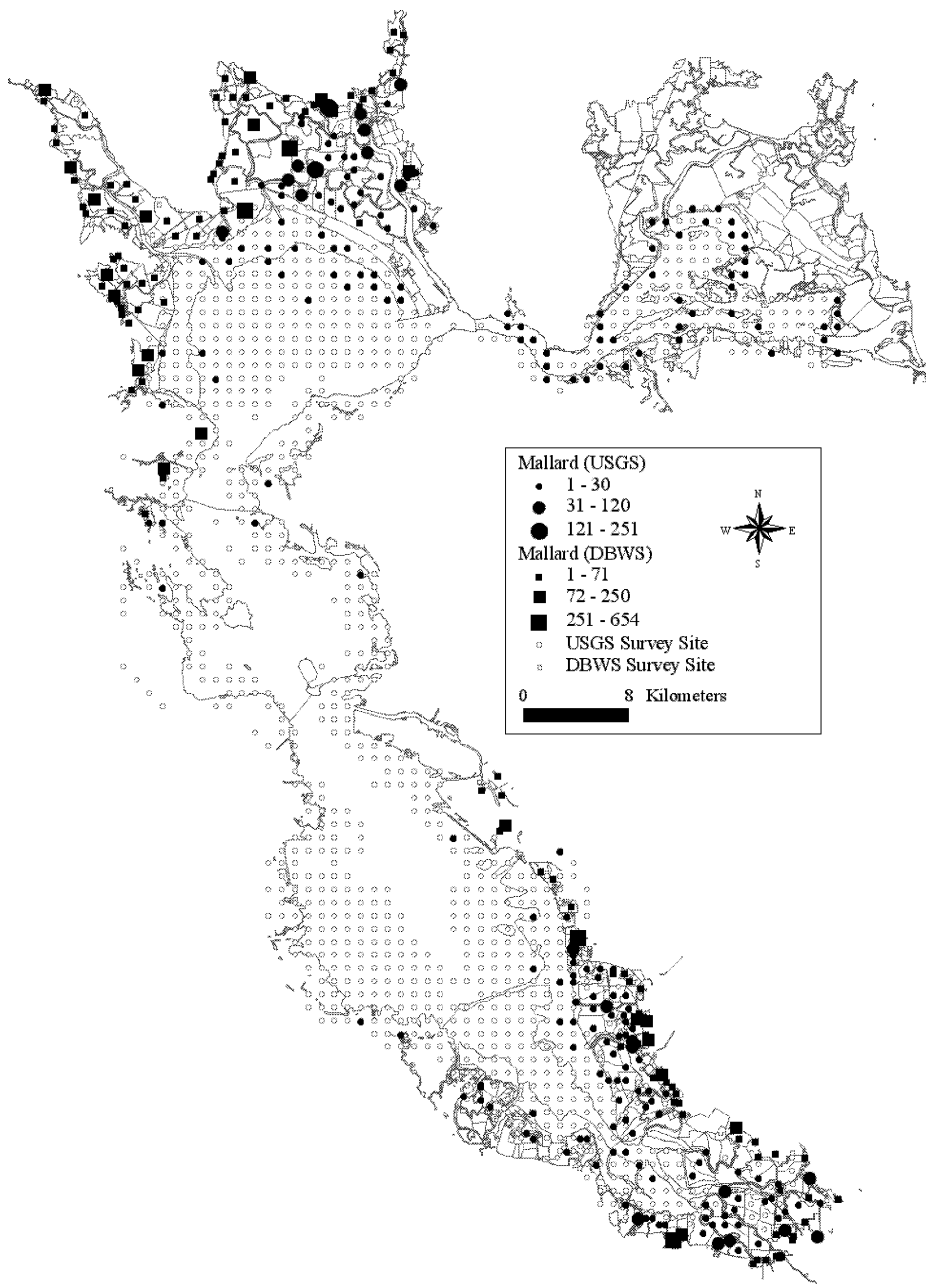 Mallard (USGS)
1 - 30
31 - 120
121 - 251
Mallard (DBWS)
1 - 71
72 - 250
251 - 654
USGS Survey Site
DBWS Survey Site
0 8 Kilometers
N
W E
S